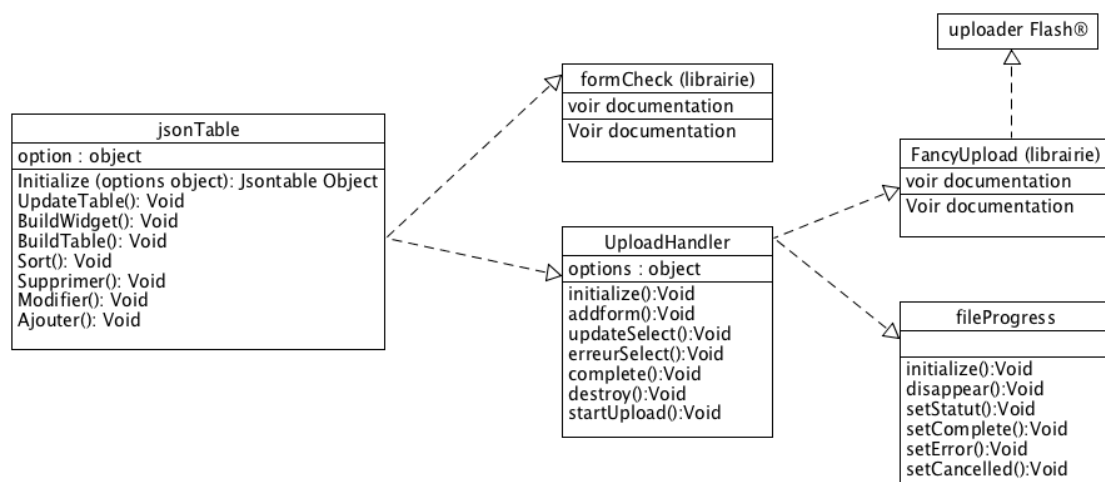 uploader Flash®
formCheck (librairie)
voir documentation
Voir documentation
jsonTable
option : object
Initialize (options object): Jsontable Object
UpdateTable(): Void
BuildWidget(): Void
BuildTable(): Void
Sort(): Void
Supprimer(): Void
Modifier(): Void
Ajouter(): Void
FancyUpload (librairie)
voir documentation
Voir documentation
UploadHandler
options : object
initialize():Void
addform():Void
updateSelect():Void
erreurSelect():Void
complete():Void
destroy():Void
startUpload():Void
fileProgress
initialize():Void
disappear():Void
setStatut():Void
setComplete():Void
setError():Void
setCancelled():Void